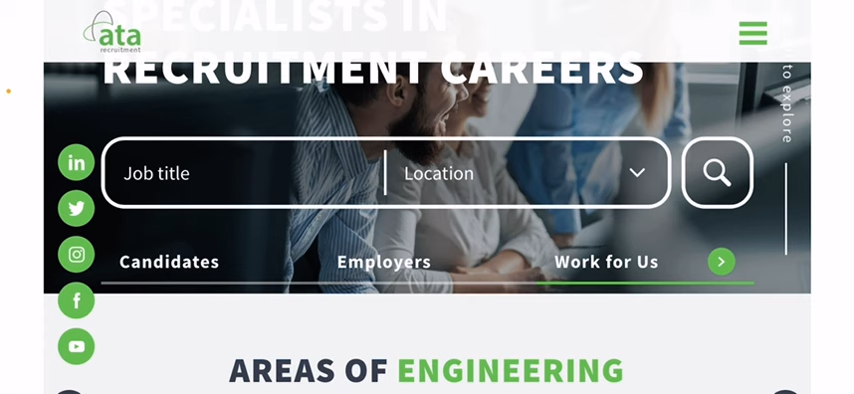 SPECIALISTS IN
ata
recruitment
RECRUITMENT CAREERS
to explore
Job title
Location
Candidates
Employers
Work for Us
AREAS OF ENGINEERING